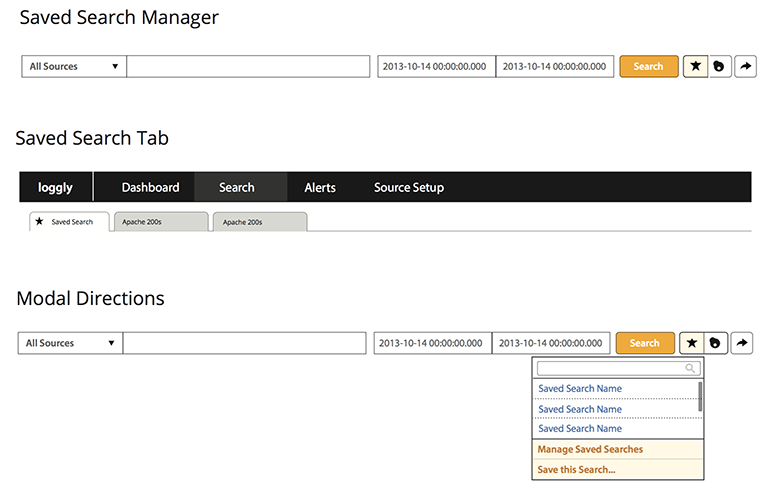 Saved Search Manager
All Sources 2013-10-14 00:00:00.000 2013-10-14 00:00:00.000 Search
Saved Search Tab
loggly Dashboard Search Alerts Source Setup
Saved Search Apache 200s Apache 200s
Modal Directions
All Sources 2013-10-14 00:00:00.000 2013-10-14 00:00:00.000 Search
Saved Search Name
Saved Search Name
Saved Search Name
Manage Saved Searches
Save this Search...